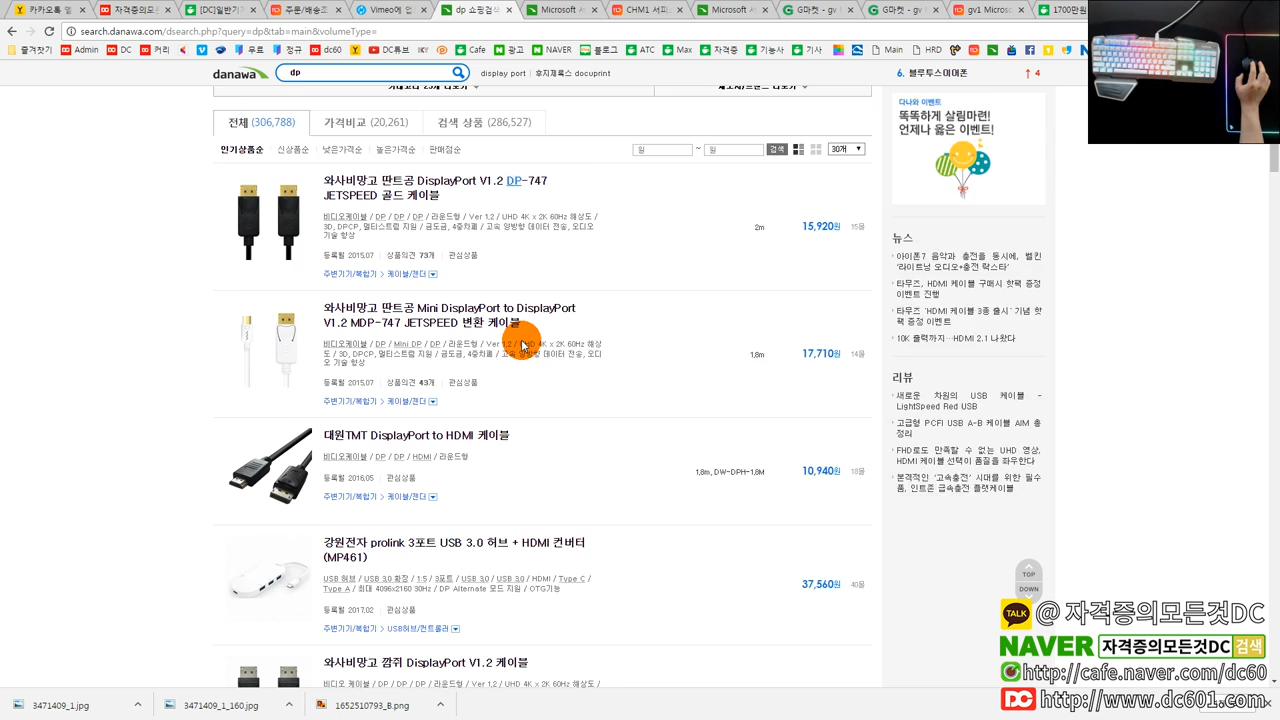 카카오톡 월
자격증의모든
[DC]일반기
주문/배송조
Vimeo에 업
dp 쇼핑검색
Microsoft As
CHM1 서피스
Microsoft As
G마켓 - gv
G마켓 - gv
gv1 Microso
1700만원
search.danawa.com/dsearch.php?query=dp&tab=main&volumeType=
즐겨찾기 Admin DC 커리 우토 정규 dc60 DC튜브 Cafe 광고 NAVER 블로그 ATC Max 자격증 기능사 기사 Main HRD
danawa dp display port 후지제록스 docuprint
6. 블루투스이어폰 4
전체 (306,788) 가격비교 (20,261) 검색 상품 (286,527)
인기상품순 신상품순 낮은가격순 높은가격순 판매점순 원 ~ 원 검색 30개
와사비망고 딴트공 DisplayPort V1.2 DP-747
JETSPEED 골드 케이블
비디오케이블 / DP / DP / DP / 라운드형 / Ver 1.2 / UHD 4K x 2K 60Hz 해상도 /
3D, DPCP, 멀티스트림 지원 / 금도금, 4중차폐 / 고속 양방향 데이터 전송, 오디오
기술 향상
2m 15,920원 15몰
등록월 2015.07 상품의견 73개 관심상품
주변기기/복합기 > 케이블/젠더
와사비망고 딴트공 Mini DisplayPort to DisplayPort
V1.2 MDP-747 JETSPEED 변환 케이블
비디오케이블 / DP / Mini DP / DP / 라운드형 / Ver 1.2 / UHD 4K x 2K 60Hz 해상
도 / 3D, DPCP, 멀티스트림 지원 / 금도금, 4중차폐 / 고속 양방향 데이터 전송, 오디
오 기술 향상
1.8m 17,710원 14몰
등록월 2015.07 상품의견 43개 관심상품
주변기기/복합기 > 케이블/젠더
대원TMT DisplayPort to HDMI 케이블
비디오케이블 / DP / DP / HDMI / 라운드형
1.8m, DW-DPH-1.8M 10,940원 18몰
등록월 2016.05 관심상품
주변기기/복합기 > 케이블/젠더
강원전자 prolink 3포트 USB 3.0 허브 + HDMI 컨버터
(MP461)
USB 허브 / USB 3.0 확장 / 1:5 / 3포트 / USB 3.0 / USB 3.0 / HDMI / Type C /
Type A / 최대 4096x2160 30Hz / DP Alternate 모드 지원 / OTG기능
37,560원 40몰
등록월 2017.02 관심상품
주변기기/복합기 > USB허브/컨트롤러
와사비망고 깜쥐 DisplayPort V1.2 케이블
비디오 케이블 / DP / DP / DP / 라운드형 / Ver 1.2 / UHD 4K x 2K 60Hz 해상도 /
다나와 이벤트
똑똑하게 살림마련!
언제나 옳은 이벤트!
뉴스
아이폰7 음악과 충전을 동시에, 벨킨
'라이트닝 오디오+충전 락스타'
타무즈, HDMI 케이블 구매시 핫팩 증정
이벤트 진행
타무즈 'HDMI 케이블 3종 출시' 기념 핫
팩 증정 이벤트
10K 출력까지…HDMI 2.1 나왔다
리뷰
새로운 차원의 USB 케이블 -
LightSpeed Red USB
고급형 PCFI USB A-B 케이블 AIM 총
정리
FHD로도 만족할 수 없는 UHD 영상,
HDMI 케이블 선택이 품질을 좌우한다
본격적인 '고속충전' 시대를 위한 필수
품, 인트존 급속충전 플랫케이블
TOP
DOWN
TALK @ 자격증의모든것DC
NAVER 자격증의모든것DC 검색
http://cafe.naver.com/dc60
DC http://www.dc601.com/
3471409_1.jpg 3471409_1_160.jpg 1652510793_B.png